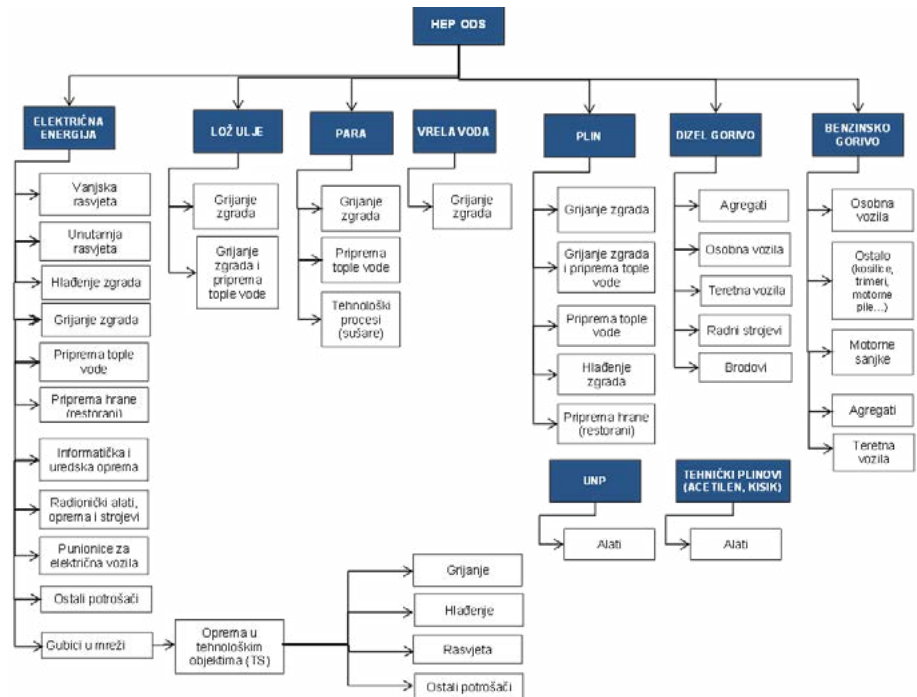 HEP ODS
ELEKTRIČNA
ENERGIJA
Vanjska
rasvjeta
Unutarnja
rasvjeta
Hlađenje zgrada
Grijanje zgrada
Priprema tople
vode
Priprema hrane
(restorani)
Informatička i
uredska oprema
Radionički alati,
oprema i strojevi
Punionice za
električna vozila
Ostali potrošači
Gubici u mreži
Oprema u
tehnološkim
objektima (TS)
Grijanje
Hlađenje
Rasvjeta
Ostali potrošači
LOŽ ULJE
Grijanje
zgrada
Grijanje
zgrada i
priprema
tople vode
PARA
Grijanje
zgrada
Priprema
tople vode
Tehnološki
procesi
(sušare)
VRELA VODA
Grijanje
zgrada
PLIN
Grijanje zgrada
Grijanje zgrada
i priprema tople
vode
Priprema tople
vode
Hlađenje
zgrada
Priprema hrane
(restorani)
DIZEL GORIVO
Agregati
Osobna vozila
Teretna vozila
Radni strojevi
Brodovi
BENZINSKO
GORIVO
Osobna
vozila
Ostalo
(kosilice,
trimeri,
motorne
pile...)
Motorne
sanjke
Agregati
Teretna
vozila
UNP
Alati
TEHNIČKI PLINOVI
(ACETILEN, KISIK)
Alati